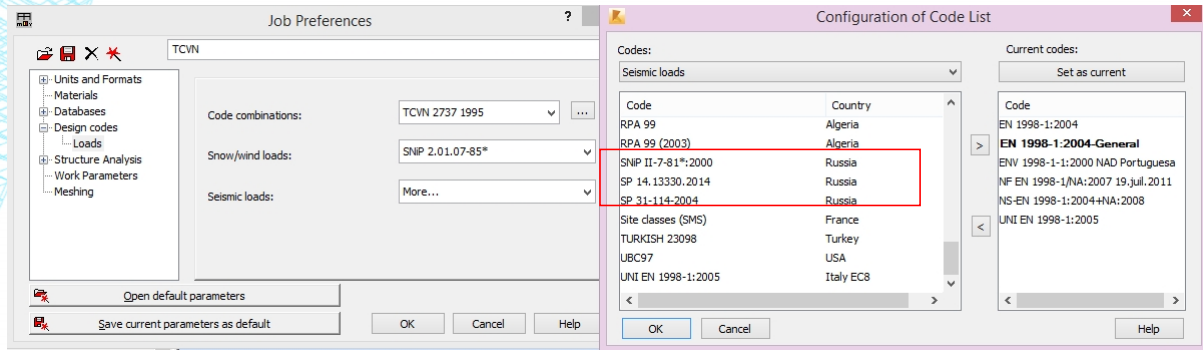 Job Preferences
?
TCVN
Units and Formats
Materials
Databases
Design codes
Loads
Structure Analysis
Work Parameters
Meshing
Code combinations:
TCVN 2737 1995
...
Snow/wind loads:
SNiP 2.01.07-85*
Seismic loads:
More...
Open default parameters
Save current parameters as default
OK
Cancel
Help
Configuration of Code List
Codes:
Seismic loads
Code Country
RPA 99 Algeria
RPA 99 (2003) Algeria
SNiP II-7-81*:2000 Russia
SP 14.13330.2014 Russia
SP 31-114-2004 Russia
Site classes (SMS) France
TURKISH 23098 Turkey
UBC97 USA
UNI EN 1998-1:2005 Italy EC8
>
<
Current codes:
Set as current
Code
EN 1998-1:2004
EN 1998-1:2004-General
ENV 1998-1-1:2000 NAD Portuguesa
NF EN 1998-1/NA:2007 19.juil.2011
NS-EN 1998-1:2004+NA:2008
UNI EN 1998-1:2005
OK
Cancel
Help